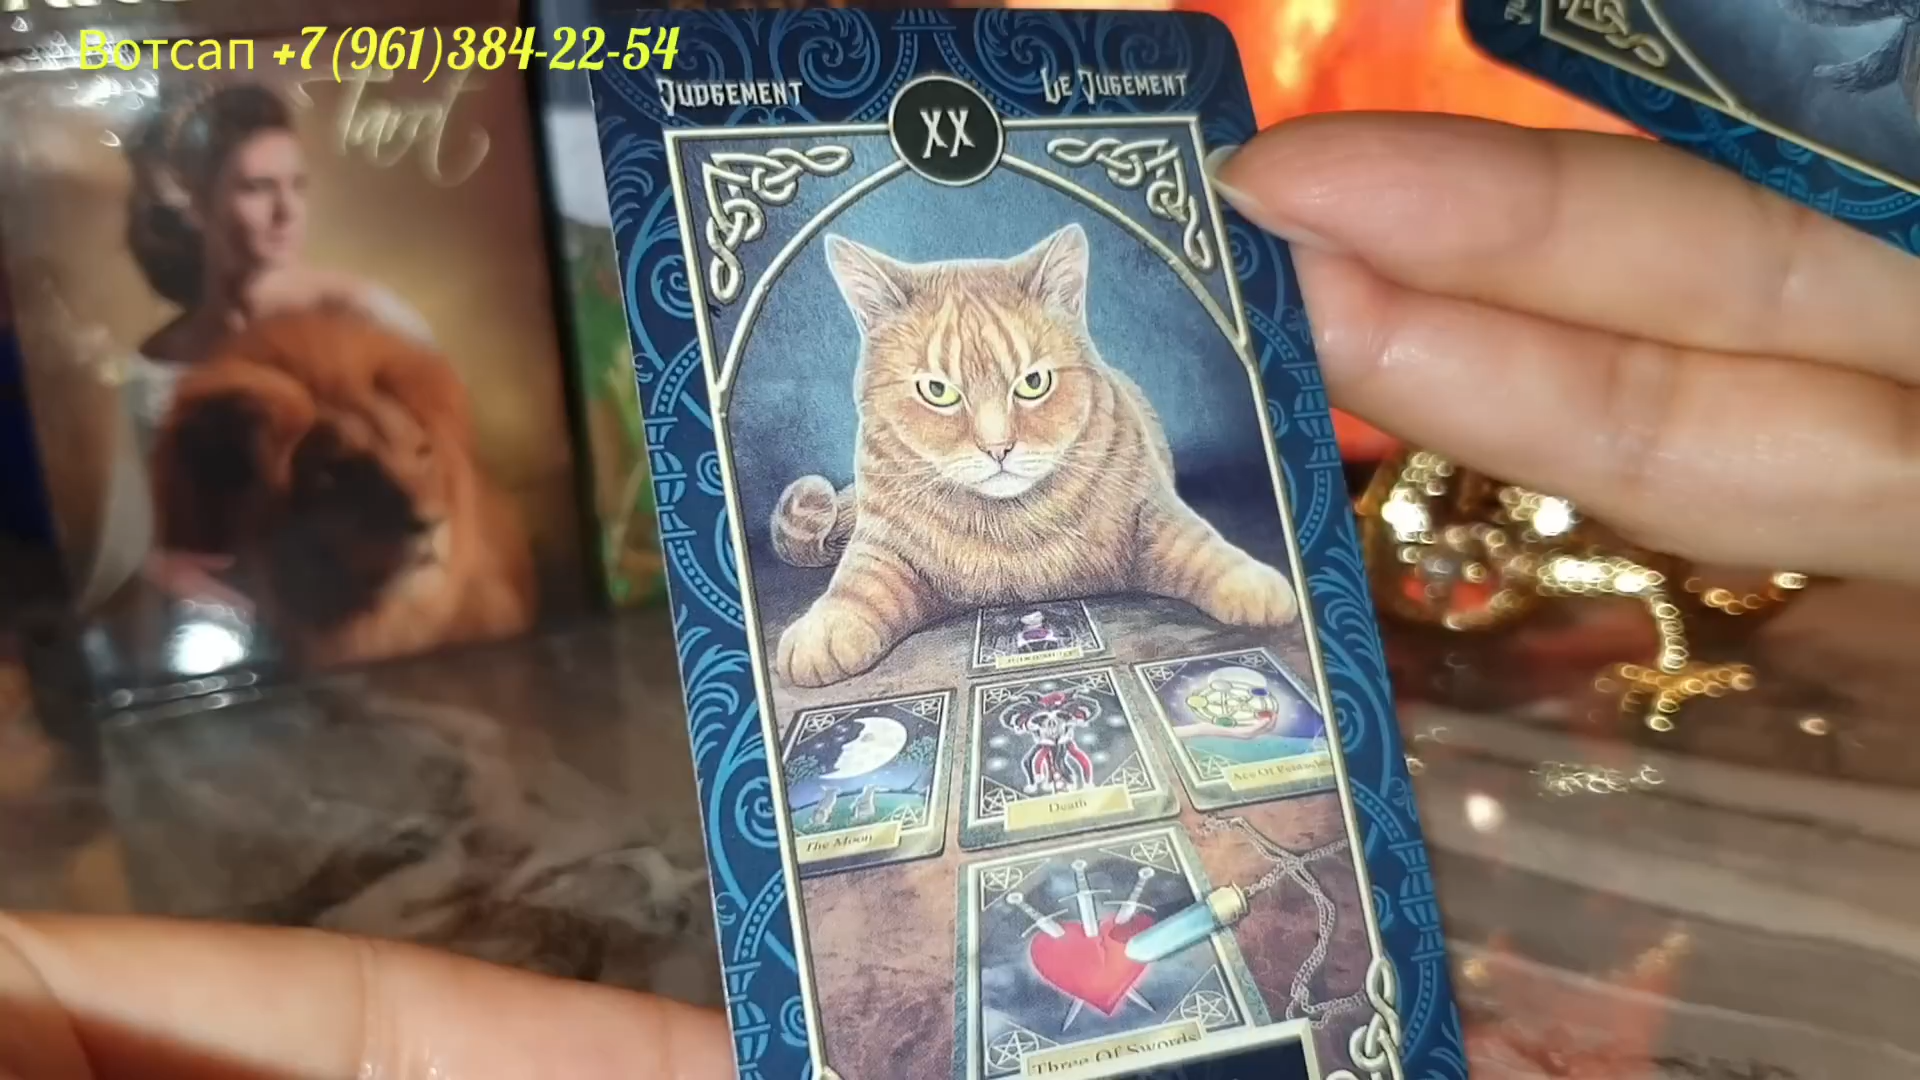 Вотсап +7(961)384-22-54
Tarot
Judgement
XX
Le Jugement
The Moon
Death
Ace Of Pentacles
Three Of Swords